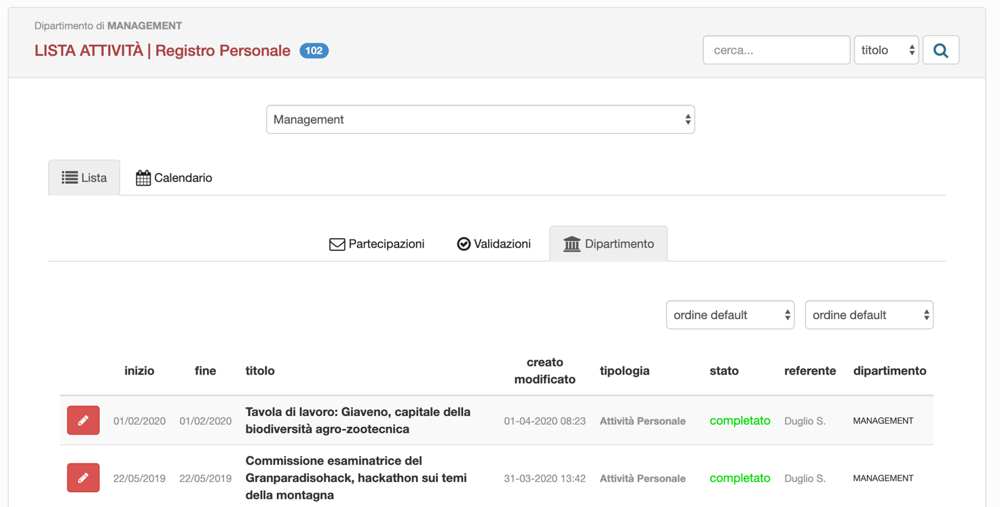 Dipartimento di MANAGEMENT
LISTA ATTIVITÀ | Registro Personale 102
cerca... titolo
Management
Lista Calendario
Partecipazioni Validazioni Dipartimento
ordine default ordine default
inizio fine titolo creato modificato tipologia stato referente dipartimento
01/02/2020 01/02/2020 Tavola di lavoro: Giaveno, capitale della
biodiversità agro-zootecnica 01-04-2020 08:23 Attività Personale completato Duglio S. MANAGEMENT
22/05/2019 22/05/2019 Commissione esaminatrice del
Granparadisohack, hackathon sui temi
della montagna 31-03-2020 13:42 Attività Personale completato Duglio S. MANAGEMENT